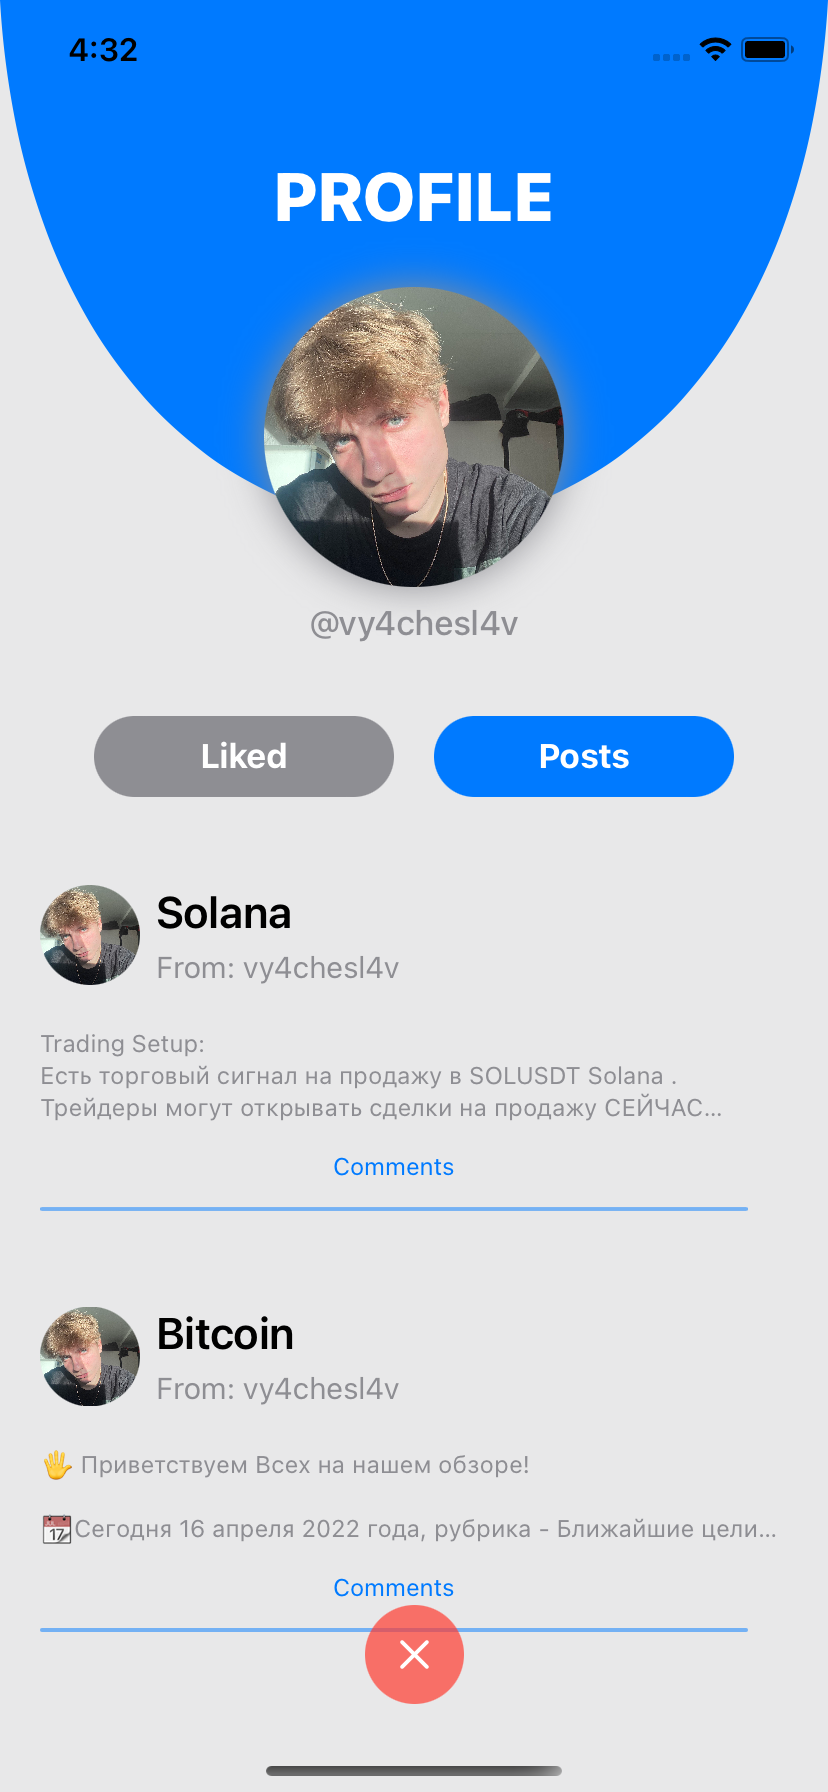 4:32
PROFILE
@vy4chesl4v
Liked
Posts
Solana
From: vy4chesl4v
Trading Setup:
Есть торговый сигнал на продажу в SOLUSDT Solana .
Трейдеры могут открывать сделки на продажу СЕЙЧАС...
Comments
Bitcoin
From: vy4chesl4v
🖐 Приветствуем Всех на нашем обзоре!
📆Сегодня 16 апреля 2022 года, рубрика - Ближайшие цели...
Comments